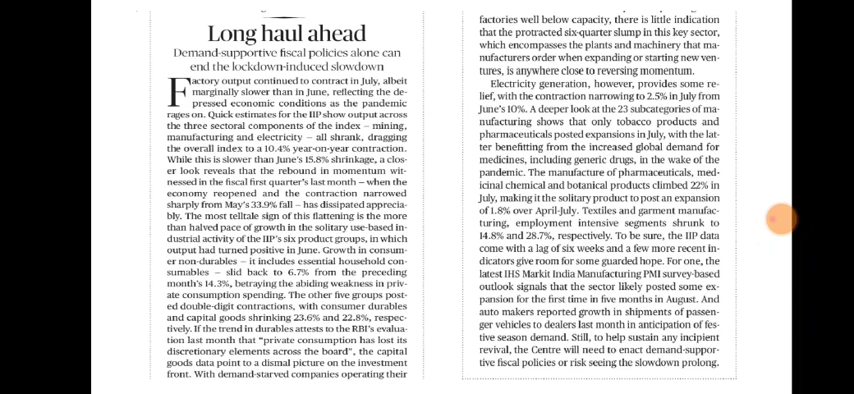 Long haul ahead
Demand-supportive fiscal policies alone can
end the lockdown-induced slowdown
Factory output continued to contract in July, albeit
marginally slower than in June, reflecting the de-
pressed economic conditions as the pandemic
rages on. Quick estimates for the IIP show output across
the three sectoral components of the index – mining,
manufacturing and electricity – all shrank, dragging
the overall index to a 10.4% year-on-year contraction.
While this is slower than June's 15.8% shrinkage, a clos-
er look reveals that the rebound in momentum wit-
nessed in the fiscal first quarter's last month – when the
economy reopened and the contraction narrowed
sharply from May's 33.9% fall – has dissipated apprecia-
bly. The most telltale sign of this flattening is the more
than halved pace of growth in the solitary use-based in-
dustrial activity of the IIP's six product groups, in which
output had turned positive in June. Growth in consum-
er non-durables – it includes essential household con-
sumables – slid back to 6.7% from the preceding
month's 14.3%, betraying the abiding weakness in priv-
ate consumption spending. The other five groups post-
ed double-digit contractions, with consumer durables
and capital goods shrinking 23.6% and 22.8%, respec-
tively. If the trend in durables attests to the RBI's evalua-
tion last month that “private consumption has lost its
discretionary elements across the board”, the capital
goods data point to a dismal picture on the investment
front. With demand-starved companies operating their
factories well below capacity, there is little indication
that the protracted six-quarter slump in this key sector,
which encompasses the plants and machinery that ma-
nufacturers order when expanding or starting new ven-
tures, is anywhere close to reversing momentum.
Electricity generation, however, provides some re-
lief, with the contraction narrowing to 2.5% in July from
June's 10%. A deeper look at the 23 subcategories of ma-
nufacturing shows that only tobacco products and
pharmaceuticals posted expansions in July, with the lat-
ter benefitting from the increased global demand for
medicines, including generic drugs, in the wake of the
pandemic. The manufacture of pharmaceuticals, med-
icinal chemical and botanical products climbed 22% in
July, making it the solitary product to post an expansion
of 1.8% over April-July. Textiles and garment manufac-
turing, employment intensive segments shrunk to
14.8% and 28.7%, respectively. To be sure, the IIP data
come with a lag of six weeks and a few more recent in-
dicators give room for some guarded hope. For one, the
latest IHS Markit India Manufacturing PMI survey-based
outlook signals that the sector likely posted some ex-
pansion for the first time in five months in August. And
auto makers reported growth in shipments of passen-
ger vehicles to dealers last month in anticipation of fes-
tive season demand. Still, to help sustain any incipient
revival, the Centre will need to enact demand-suppor-
tive fiscal policies or risk seeing the slowdown prolong.